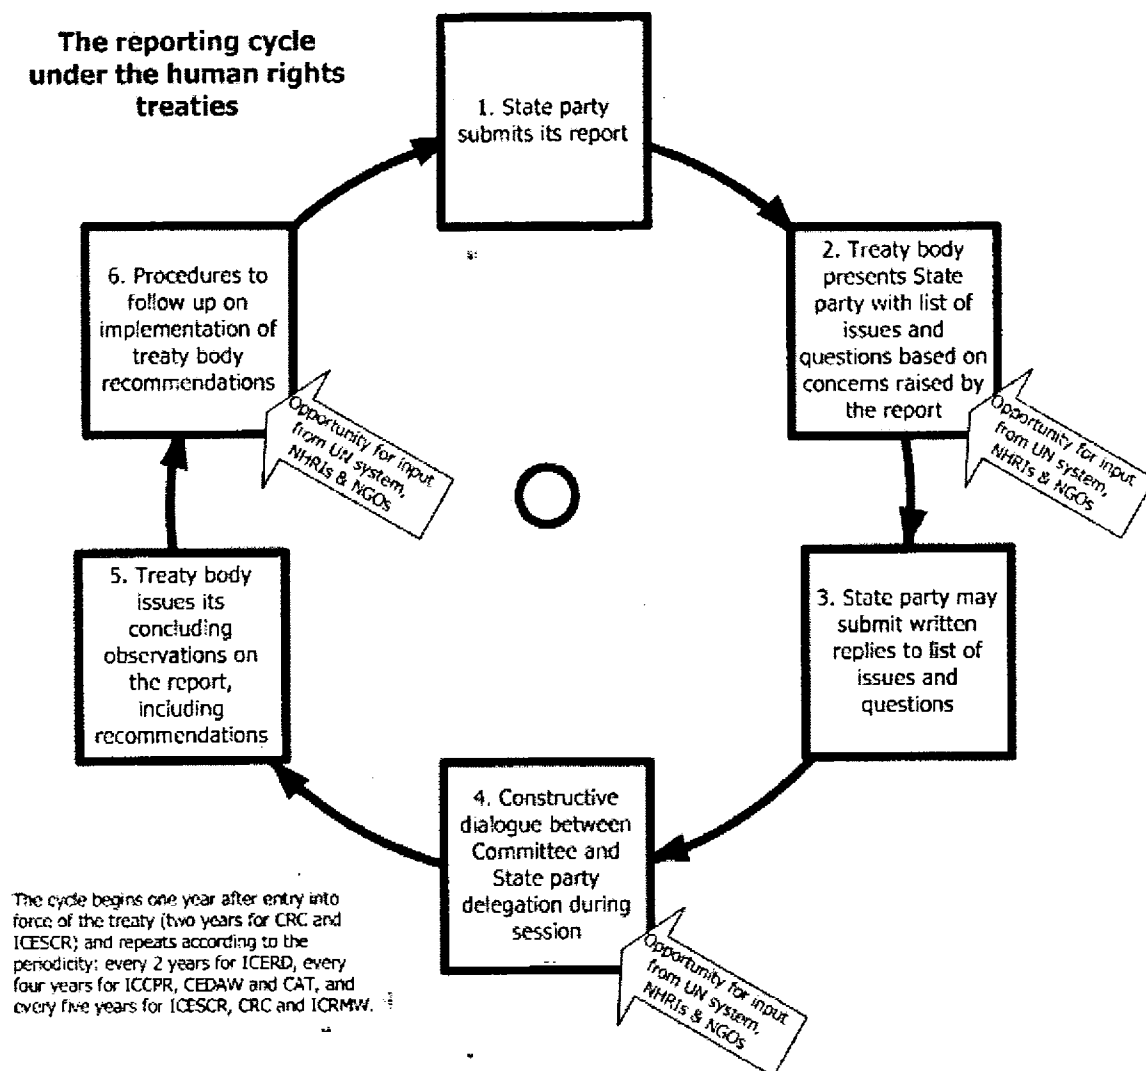 The reporting cycle
under the human rights
treaties
1. State party
submits its report
2. Treaty body
presents State
party with list of
issues and
questions based on
concerns raised by
the report
Opportunity for input
from UN system,
NHRIs & NGOs
3. State party may
submit written
replies to list of
issues and
questions
4. Constructive
dialogue between
Committee and
State party
delegation during
session
Opportunity for input
from UN system,
NHRIs & NGOs
5. Treaty body
issues its
concluding
observations on
the report,
including
recommendations
6. Procedures to
follow up on
implementation of
treaty body
recommendations
Opportunity for input
from UN system,
NHRIs & NGOs
The cycle begins one year after entry into
force of the treaty (two years for CRC and
ICESCR) and repeats according to the
periodicity: every 2 years for ICERD, every
four years for ICCPR, CEDAW and CAT, and
every five years for ICESCR, CRC and ICRMW.